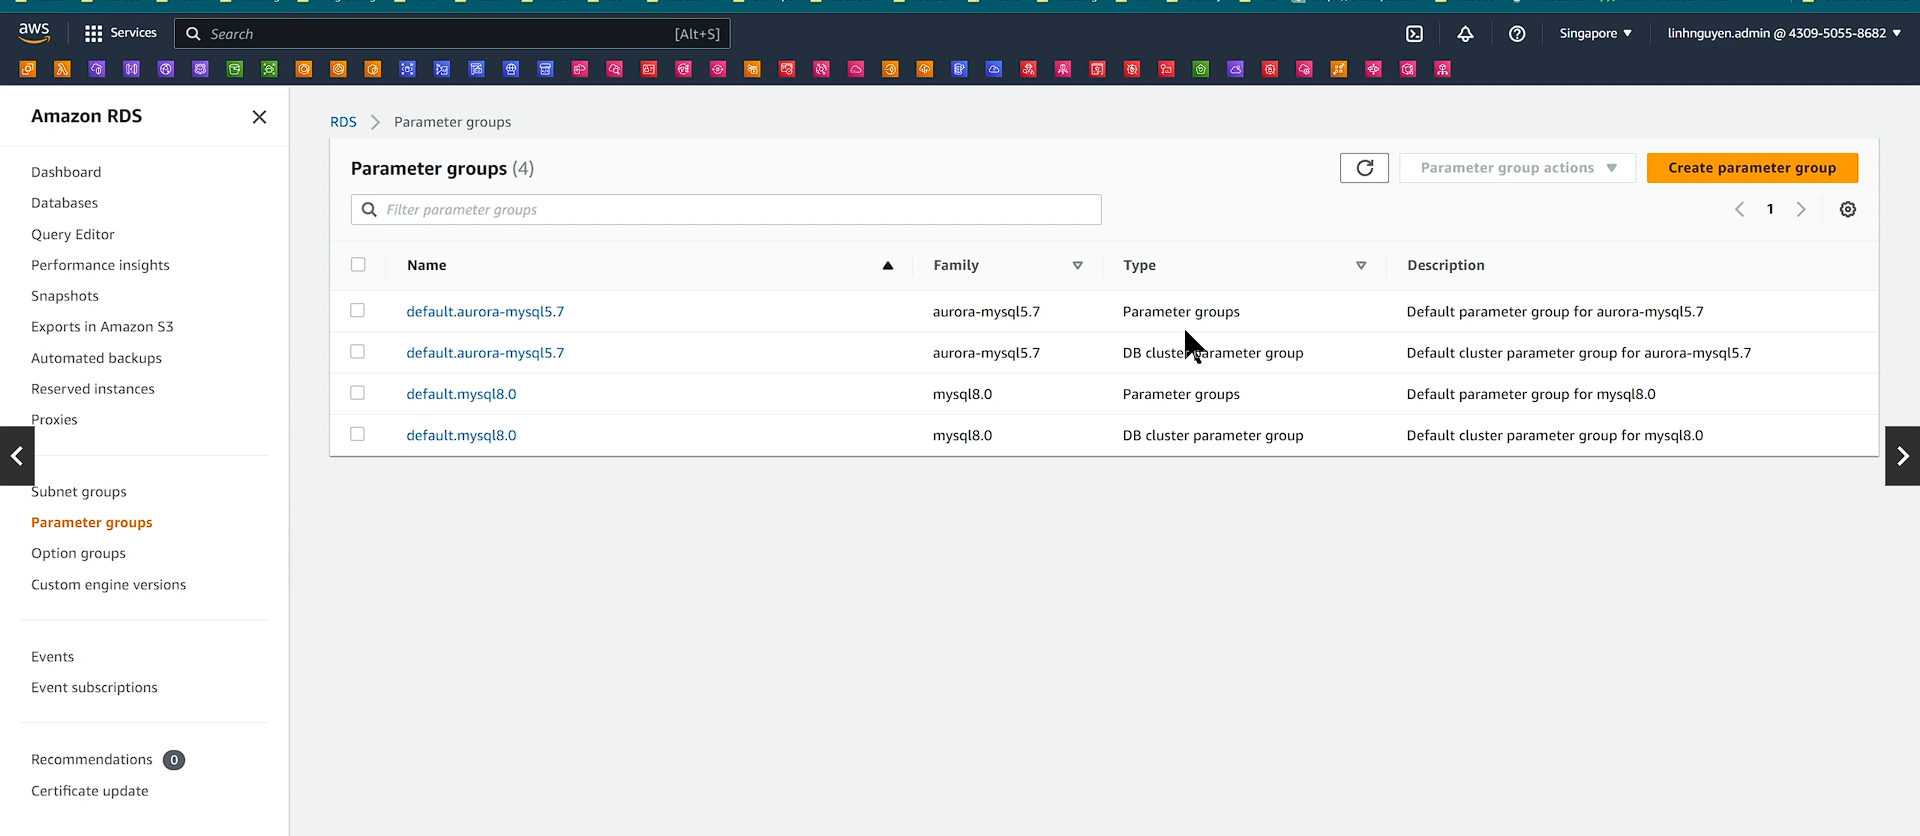 aws
Services
Search
[Alt+S]
Singapore
linhnguyen.admin @ 4309-5055-8682
Amazon RDS
Dashboard
Databases
Query Editor
Performance insights
Snapshots
Exports in Amazon S3
Automated backups
Reserved instances
Proxies
Subnet groups
Parameter groups
Option groups
Custom engine versions
Events
Event subscriptions
Recommendations 0
Certificate update
RDS
Parameter groups
Parameter groups (4)
Parameter group actions
Create parameter group
Filter parameter groups
1
Name Family Type Description
default.aurora-mysql5.7 aurora-mysql5.7 Parameter groups Default parameter group for aurora-mysql5.7
default.aurora-mysql5.7 aurora-mysql5.7 DB cluster parameter group Default cluster parameter group for aurora-mysql5.7
default.mysql8.0 mysql8.0 Parameter groups Default parameter group for mysql8.0
default.mysql8.0 mysql8.0 DB cluster parameter group Default cluster parameter group for mysql8.0